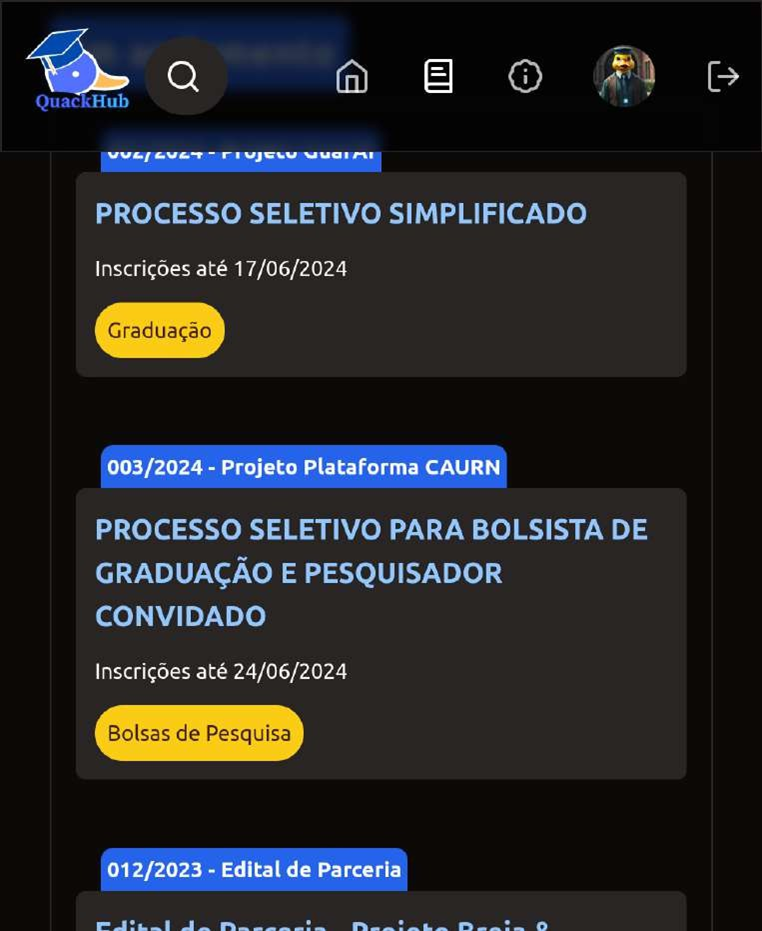 QuackHub
002/2024 - Projeto GuarAI
PROCESSO SELETIVO SIMPLIFICADO
Inscrições até 17/06/2024
Graduação
003/2024 - Projeto Plataforma CAURN
PROCESSO SELETIVO PARA BOLSISTA DE
GRADUAÇÃO E PESQUISADOR
CONVIDADO
Inscrições até 24/06/2024
Bolsas de Pesquisa
012/2023 - Edital de Parceria
Edital de Parceria - Projeto Breja &